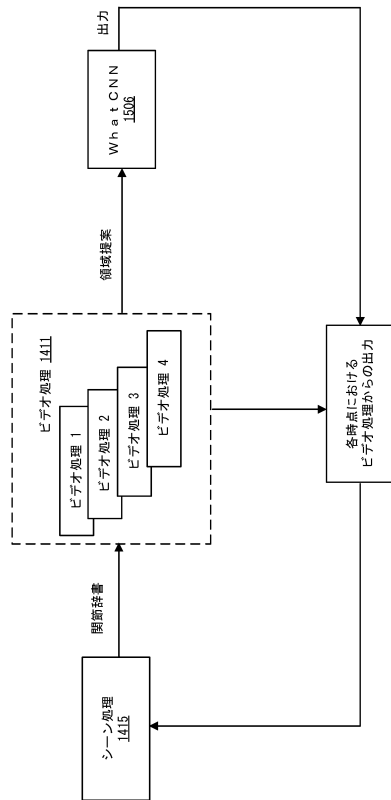 シーン処理
1415
関節辞書
ビデオ処理 1411
ビデオ処理 1
ビデオ処理 2
ビデオ処理 3
ビデオ処理 4
領域提案
ＷｈａｔＣＮＮ
1506
出力
各時点における
ビデオ処理からの出力